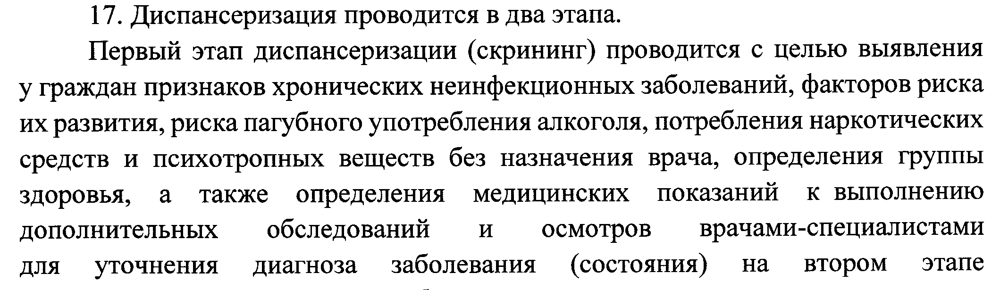 17. Диспансеризация проводится в два этапа.
Первый этап диспансеризации (скрининг) проводится с целью выявления
у граждан признаков хронических неинфекционных заболеваний, факторов риска
их развития, риска пагубного употребления алкоголя, потребления наркотических
средств и психотропных веществ без назначения врача, определения группы
здоровья, а также определения медицинских показаний к выполнению
дополнительных обследований и осмотров врачами-специалистами
для уточнения диагноза заболевания (состояния) на втором этапе